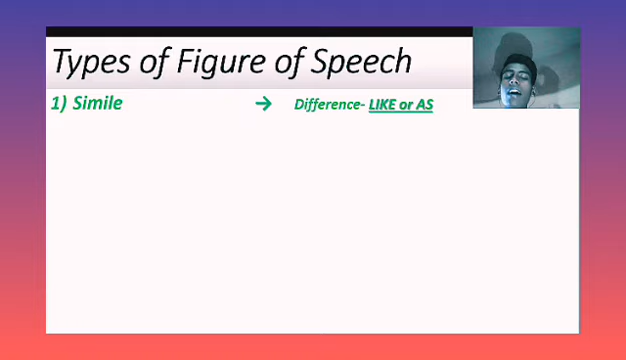 Types of Figure of Speech
1) Simile → Difference- LIKE or AS